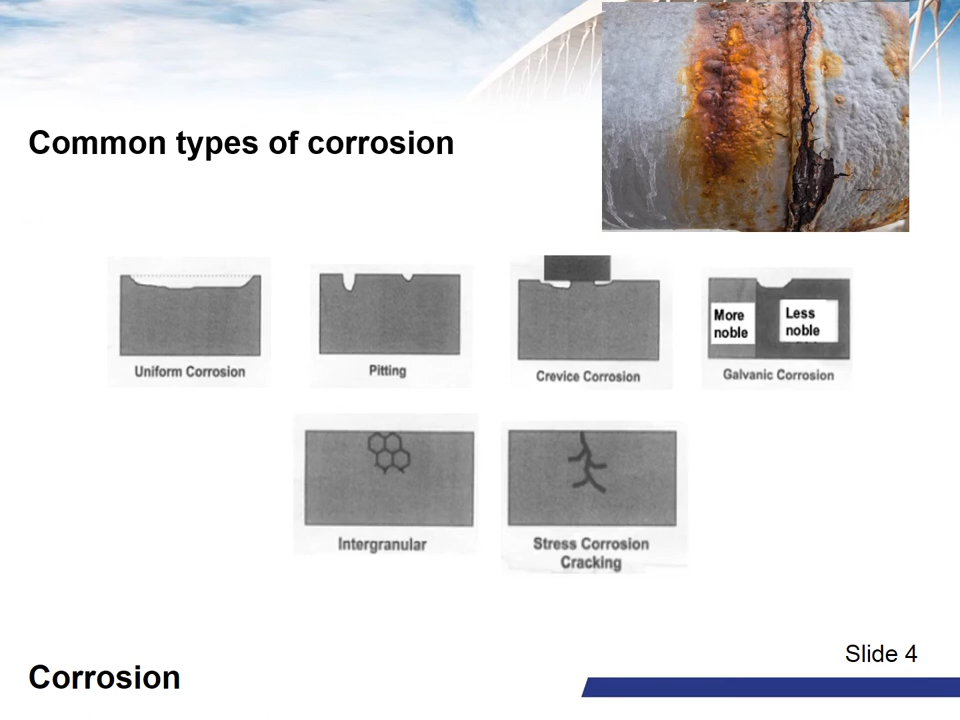 Common types of corrosion
Uniform Corrosion
Pitting
Crevice Corrosion
More
noble
Less
noble
Galvanic Corrosion
Intergranular
Stress Corrosion
Cracking
Slide 4
Corrosion